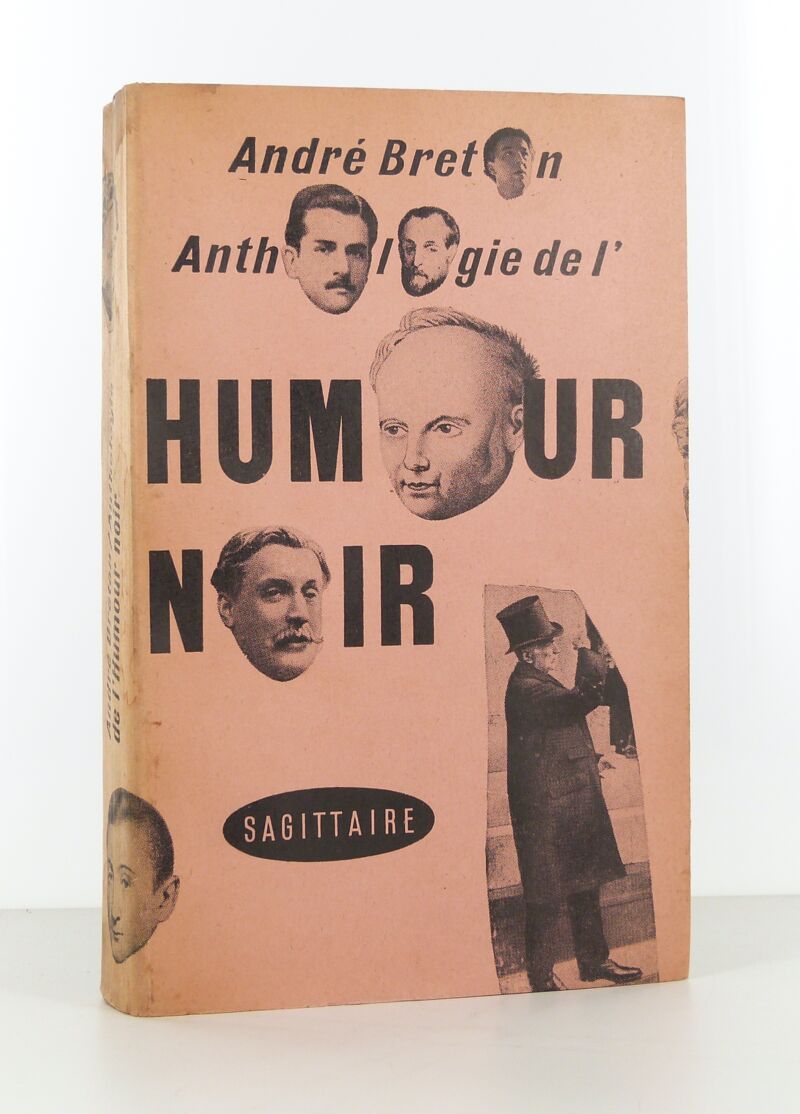 André Bret n
Anth l gie de l'
HUM UR
N IR
SAGITTAIRE
André Breton Anthologie
de l'Humour noir